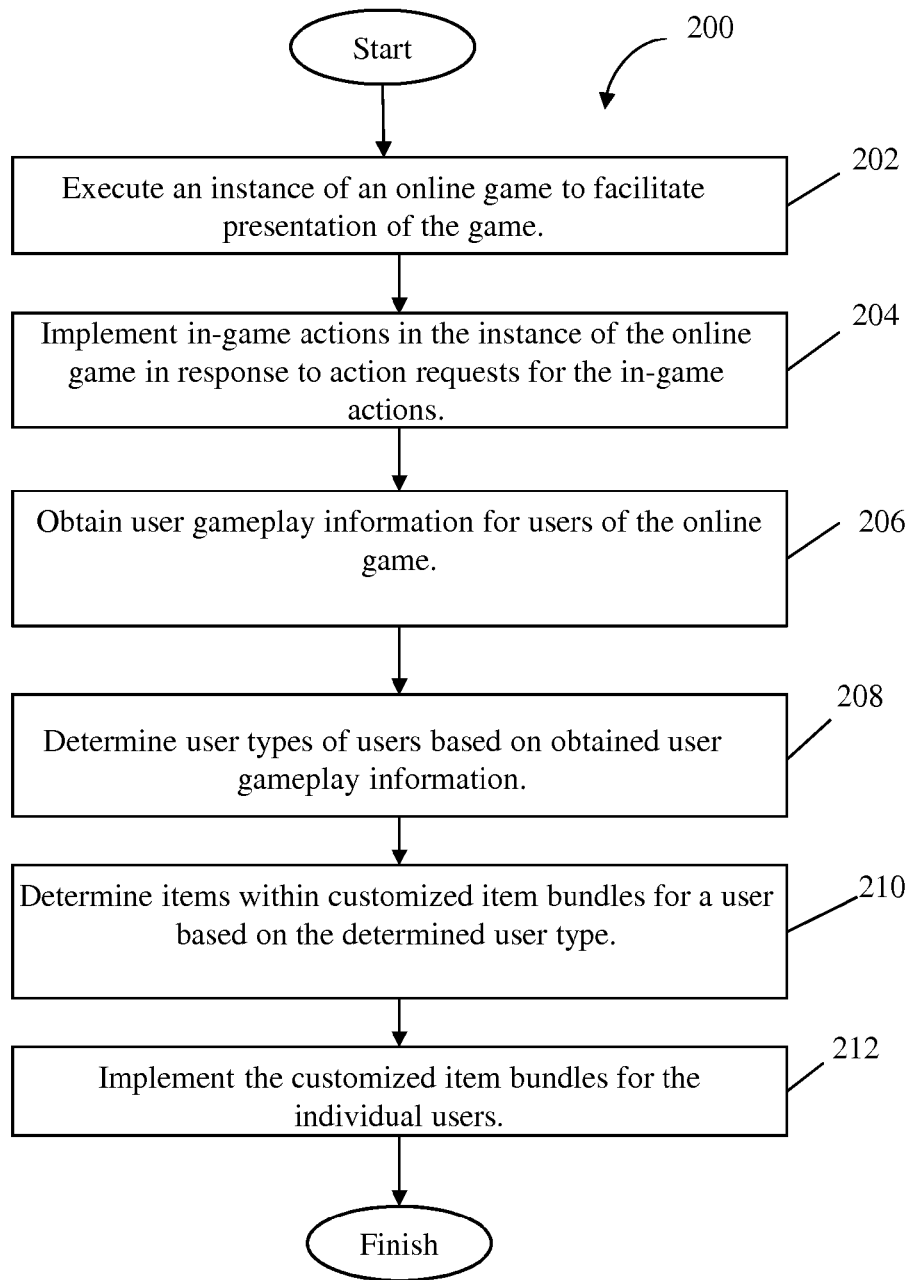 Start
200
202
Execute an instance of an online game to facilitate
presentation of the game.
204
Implement in-game actions in the instance of the online
game in response to action requests for the in-game
actions.
206
Obtain user gameplay information for users of the online
game.
208
Determine user types of users based on obtained user
gameplay information.
210
Determine items within customized item bundles for a user
based on the determined user type.
212
Implement the customized item bundles for the
individual users.
Finish